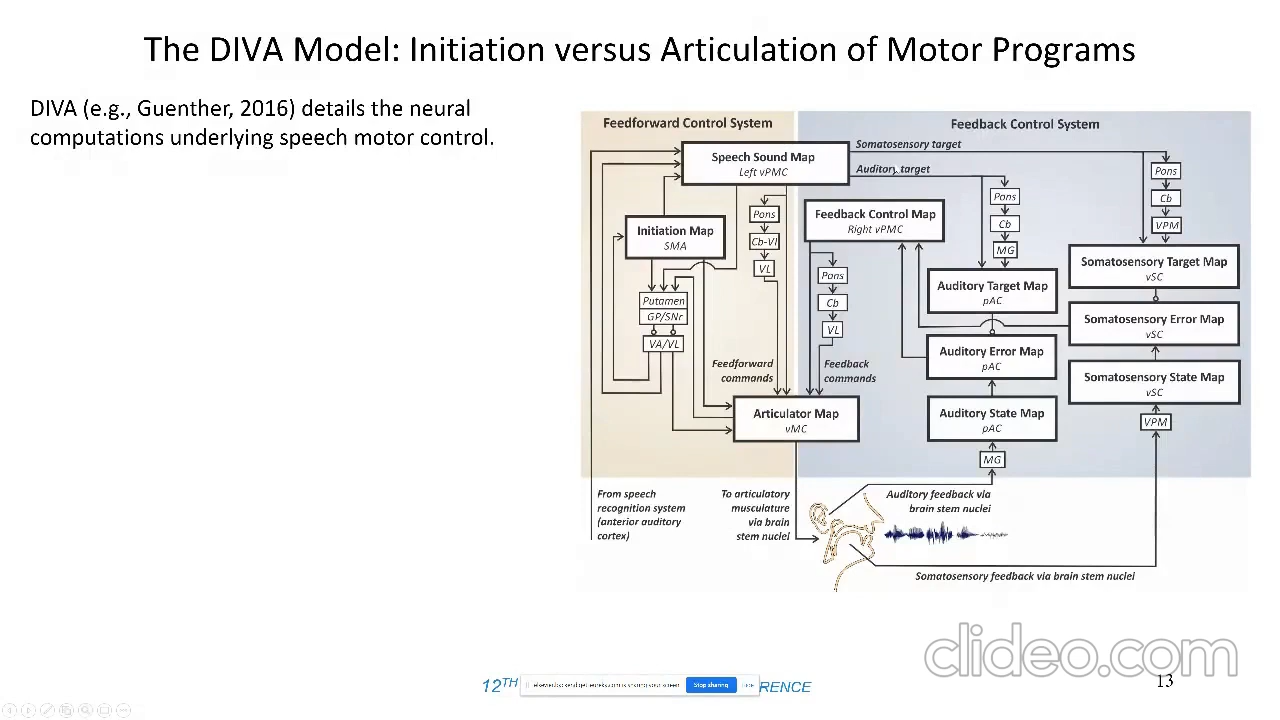 The DIVA Model: Initiation versus Articulation of Motor Programs
DIVA (e.g., Guenther, 2016) details the neural
computations underlying speech motor control.
Feedforward Control System
Feedback Control System
Speech Sound Map
Left vPMC
Somatosensory target
Auditory target
Pons
Cb
VPM
Pons
Cb
MG
Initiation Map
SMA
Pons
Cb-VI
VL
Feedback Control Map
Right vPMC
Pons
Cb
VL
Putamen
GP/SNr
VA/VL
Auditory Target Map
pAC
Somatosensory Target Map
vSC
Somatosensory Error Map
vSC
Auditory Error Map
pAC
Somatosensory State Map
vSC
Feedforward
commands
Feedback
commands
Articulator Map
vMC
Auditory State Map
pAC
VPM
MG
From speech
recognition system
(anterior auditory
cortex)
To articulatory
musculature
via brain
stem nuclei
Auditory feedback via
brain stem nuclei
Somatosensory feedback via brain stem nuclei
clideo.com
12TH
is sharing your screen
Stop sharing
Hide
RENCE
13